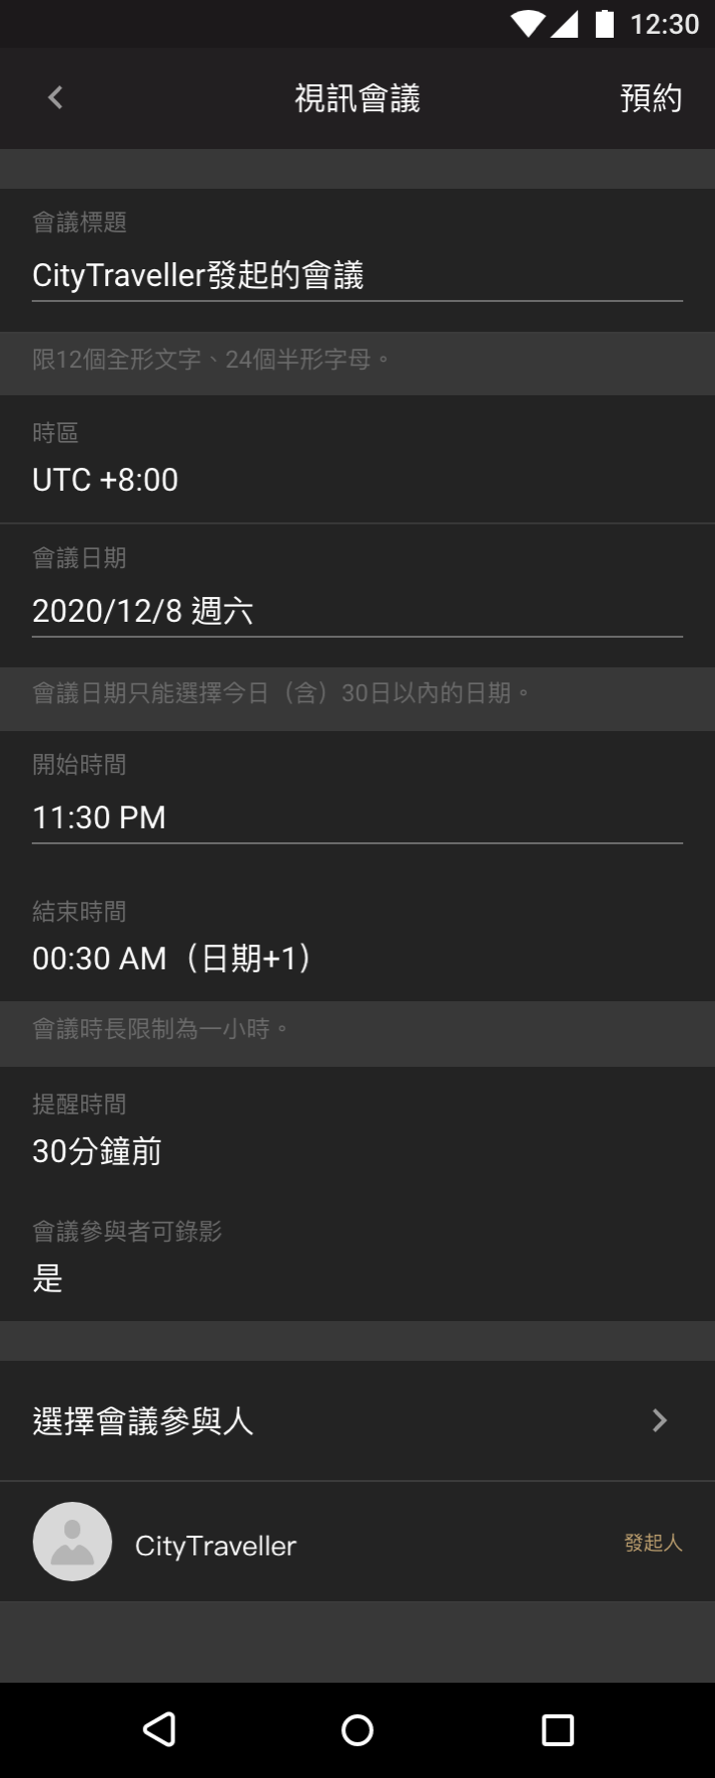 12:30
視訊會議
預約
會議標題
CityTraveller發起的會議
限12個全形文字、24個半形字母。
時區
UTC +8:00
會議日期
2020/12/8 週六
會議日期只能選擇今日（含）30日以內的日期。
開始時間
11:30 PM
結束時間
00:30 AM（日期+1）
會議時長限制為一小時。
提醒時間
30分鐘前
會議參與者可錄影
是
選擇會議參與人
CityTraveller
發起人